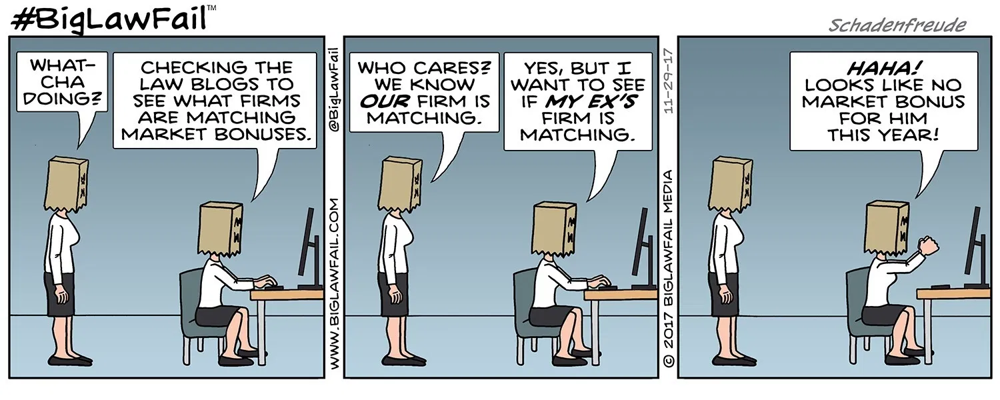 #BigLawFail™
Schadenfreude
WHAT-
CHA
DOING?
CHECKING THE
LAW BLOGS TO
SEE WHAT FIRMS
ARE MATCHING
MARKET BONUSES.
@BigLawFail
WWW.BIGLAWFAIL.COM
WHO CARES?
WE KNOW
OUR FIRM IS
MATCHING.
YES, BUT I
WANT TO SEE
IF MY EX'S
FIRM IS
MATCHING.
11-29-17
© 2017 BIGLAWFAIL MEDIA
HAHA!
LOOKS LIKE NO
MARKET BONUS
FOR HIM
THIS YEAR!